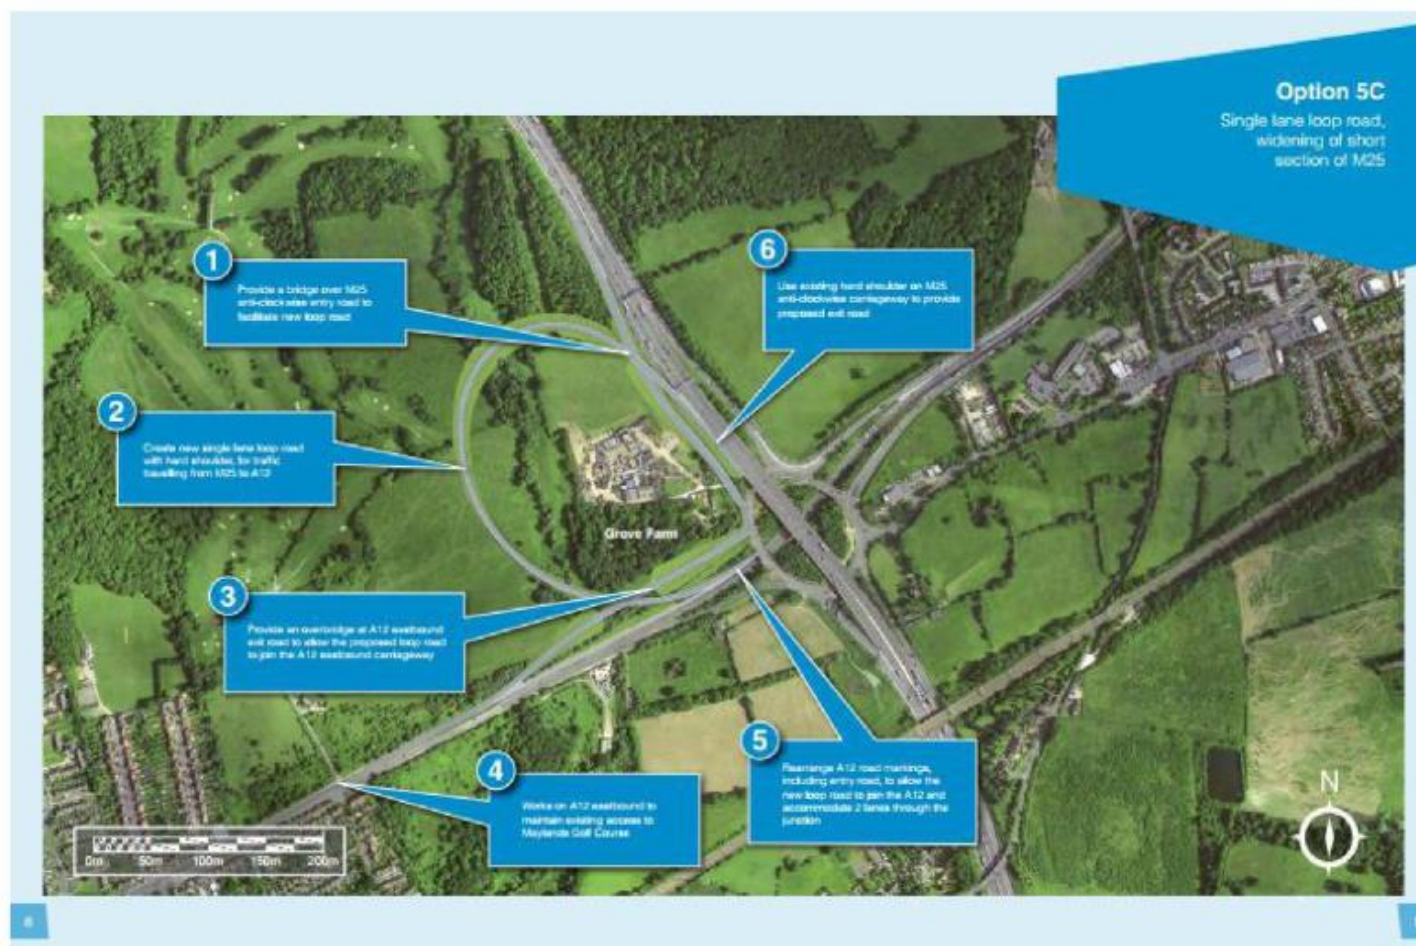 Option 5C
Single lane loop road,
widening of short
section of M25
1
Provide a bridge over M25
anti-clockwise entry road to
facilitate new loop road
6
Use existing hard shoulder on M25
anti-clockwise carriageway to provide
proposed exit road
2
Create new single lane loop road
with hard shoulder, for traffic
travelling from M25 to A12
Grove Farm
3
Provide an overbridge at A12 eastbound
exit road to allow the proposed loop road
to join the A12 eastbound carriageway
4
Works on A12 eastbound to
maintain existing access to
Maylands Golf Course
5
Rearrange A12 road markings,
including entry road, to allow the
new loop road to join the A12 and
accommodate 2 lanes through the
junction
N
0m 50m 100m 150m 200m
8